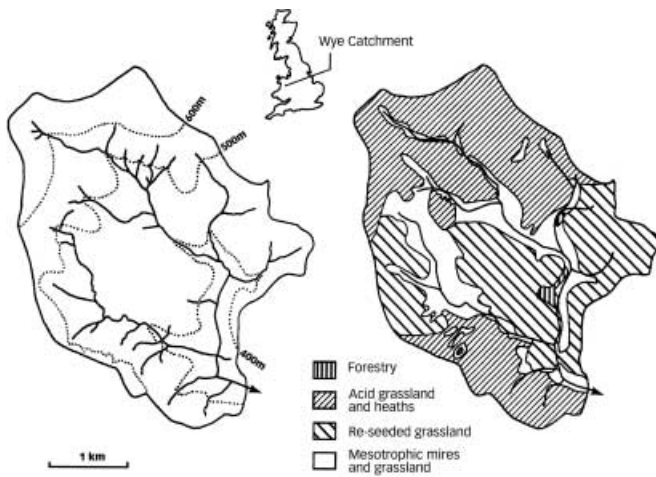 Wye Catchment
600m
500m
400m
1 km
Forestry
Acid grassland
and heaths
Re-seeded grassland
Mesotrophic mires
and grassland